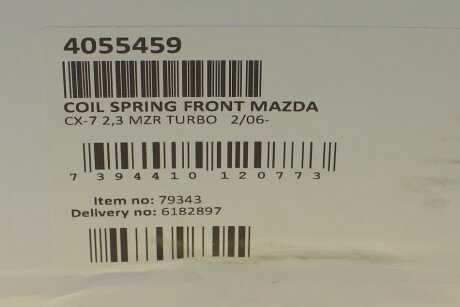 4055459
COIL SPRING FRONT MAZDA
CX-7 2,3 MZR TURBO 2/06-
7 394410 120773
Item no: 79343
Delivery no: 6182897